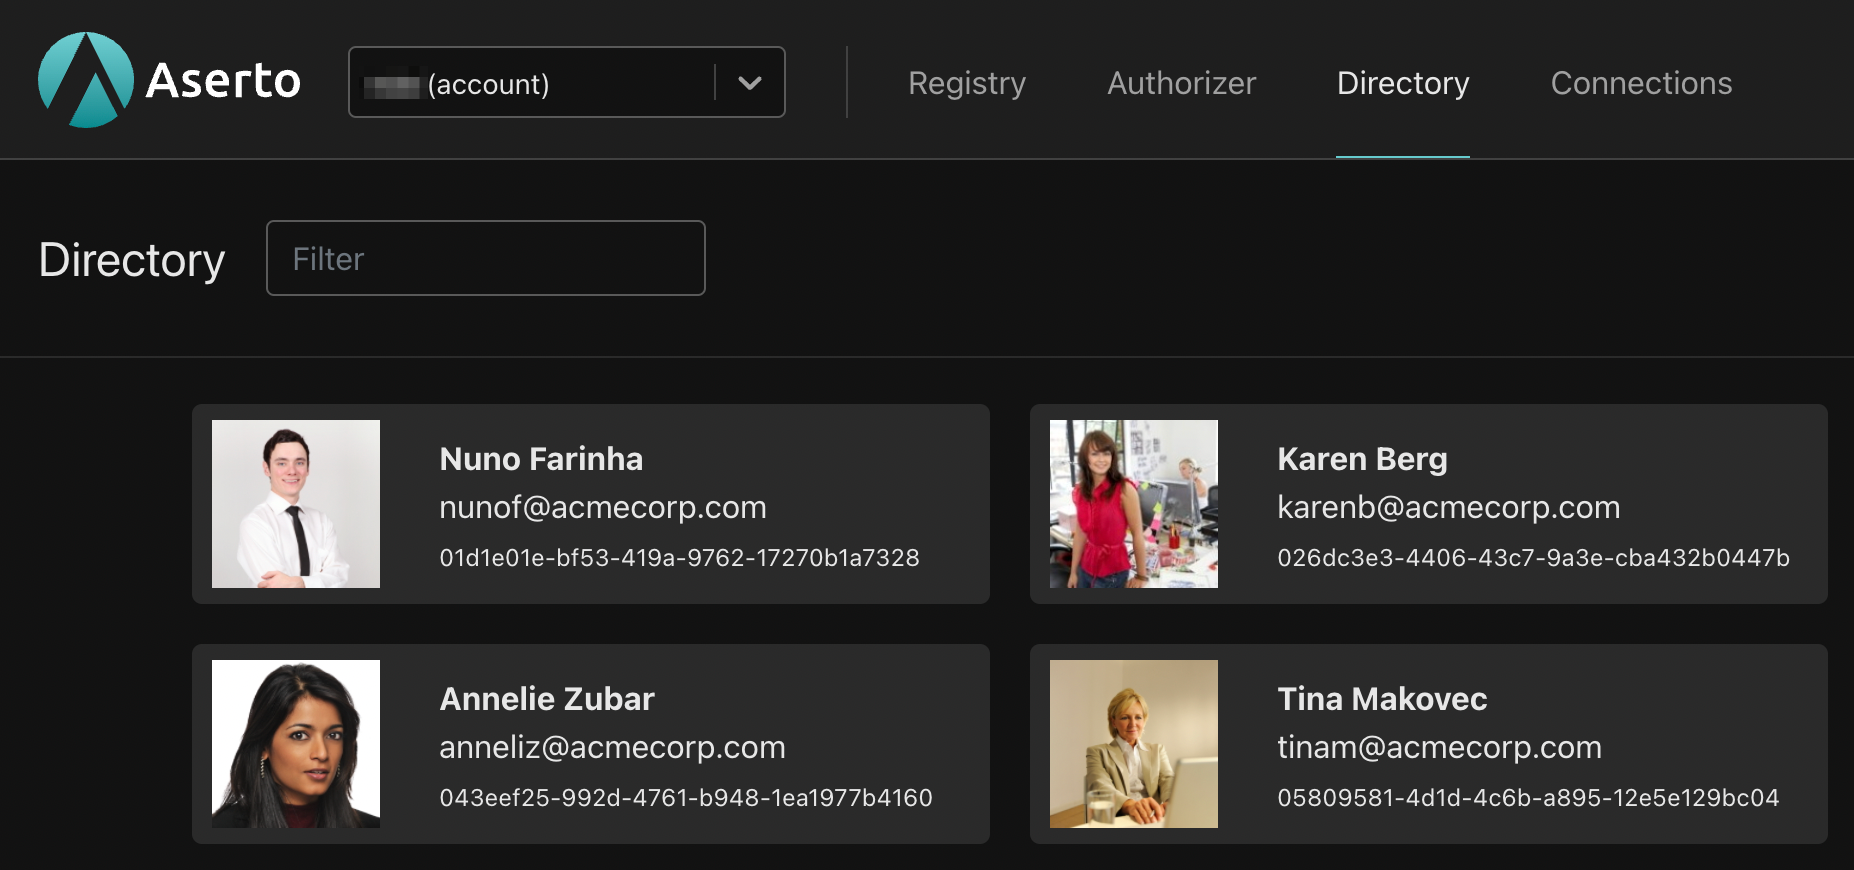 Aserto
(account)
Registry
Authorizer
Directory
Connections
Directory
Filter
Nuno Farinha
nunof@acmecorp.com
01d1e01e-bf53-419a-9762-17270b1a7328
Karen Berg
karenb@acmecorp.com
026dc3e3-4406-43c7-9a3e-cba432b0447b
Annelie Zubar
anneliz@acmecorp.com
043eef25-992d-4761-b948-1ea1977b4160
Tina Makovec
tinam@acmecorp.com
05809581-4d1d-4c6b-a895-12e5e129bc04